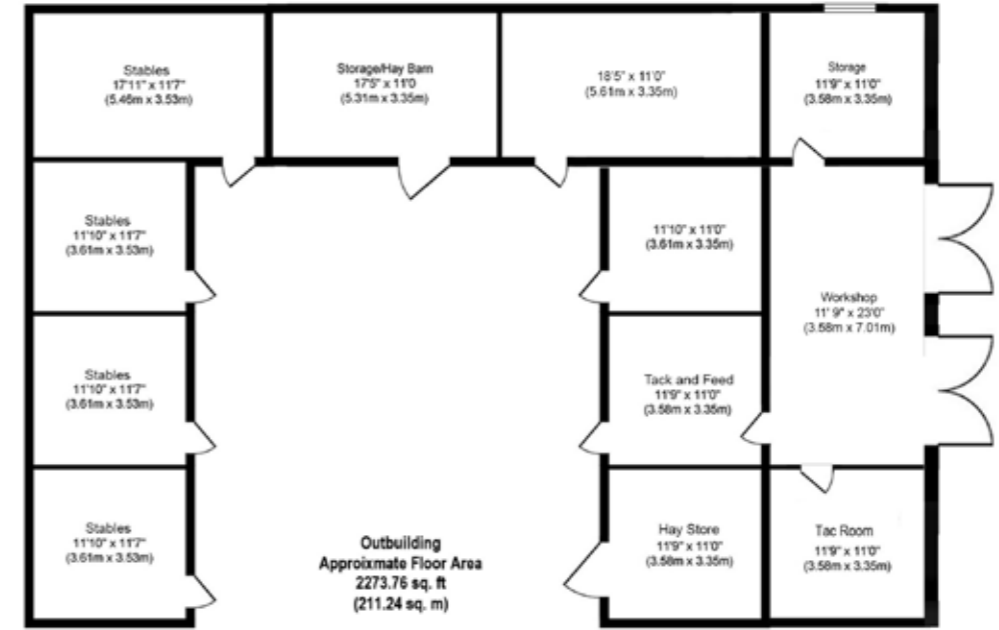 Stables
17'11" x 11'7"
(5.46m x 3.53m)
Storage/Hay Barn
17'5" x 11'0
(5.31m x 3.35m)
18'5" x 11'0"
(5.61m x 3.35m)
Storage
11'9" x 11'0"
(3.58m x 3.35m)
Stables
11'10" x 11'7"
(3.61m x 3.53m)
11'10" x 11'0"
(3.61m x 3.35m)
Workshop
11' 9" x 23'0"
(3.58m x 7.01m)
Stables
11'10" x 11'7"
(3.61m x 3.53m)
Tack and Feed
11'9" x 11'0"
(3.58m x 3.35m)
Stables
11'10" x 11'7"
(3.61m x 3.53m)
Hay Store
11'9" x 11'0"
(3.58m x 3.35m)
Tac Room
11'9" x 11'0"
(3.58m x 3.35m)
Outbuilding
Approixmate Floor Area
2273.76 sq. ft
(211.24 sq. m)